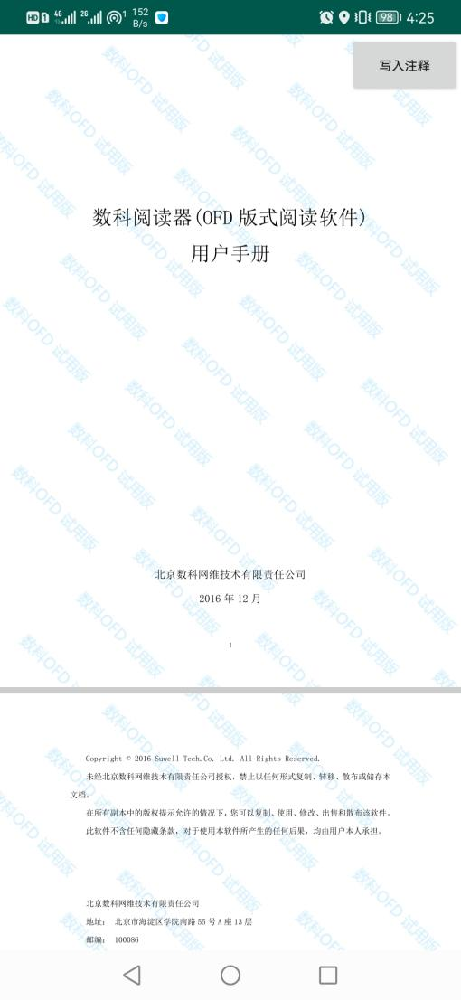 HD 1 4G 2G 1 152 B/s 98 4:25
写入注释
数科阅读器(OFD 版式阅读软件)
用户手册
北京数科网维技术有限责任公司
2016 年 12 月
I
Copyright © 2016 Suwell Tech.Co. Ltd. All Rights Reserved.
未经北京数科网维技术有限责任公司授权，禁止以任何形式复制、转移、散布或储存本
文档。
在所有副本中的版权提示允许的情况下，您可以复制、使用、修改、出售和散布该软件。
此软件不含任何隐藏条款，对于使用本软件所产生的任何后果，均由用户本人承担。
北京数科网维技术有限责任公司
地址： 北京市海淀区学院南路 55 号 A 座 13 层
邮编： 100086
数科OFD 试用版